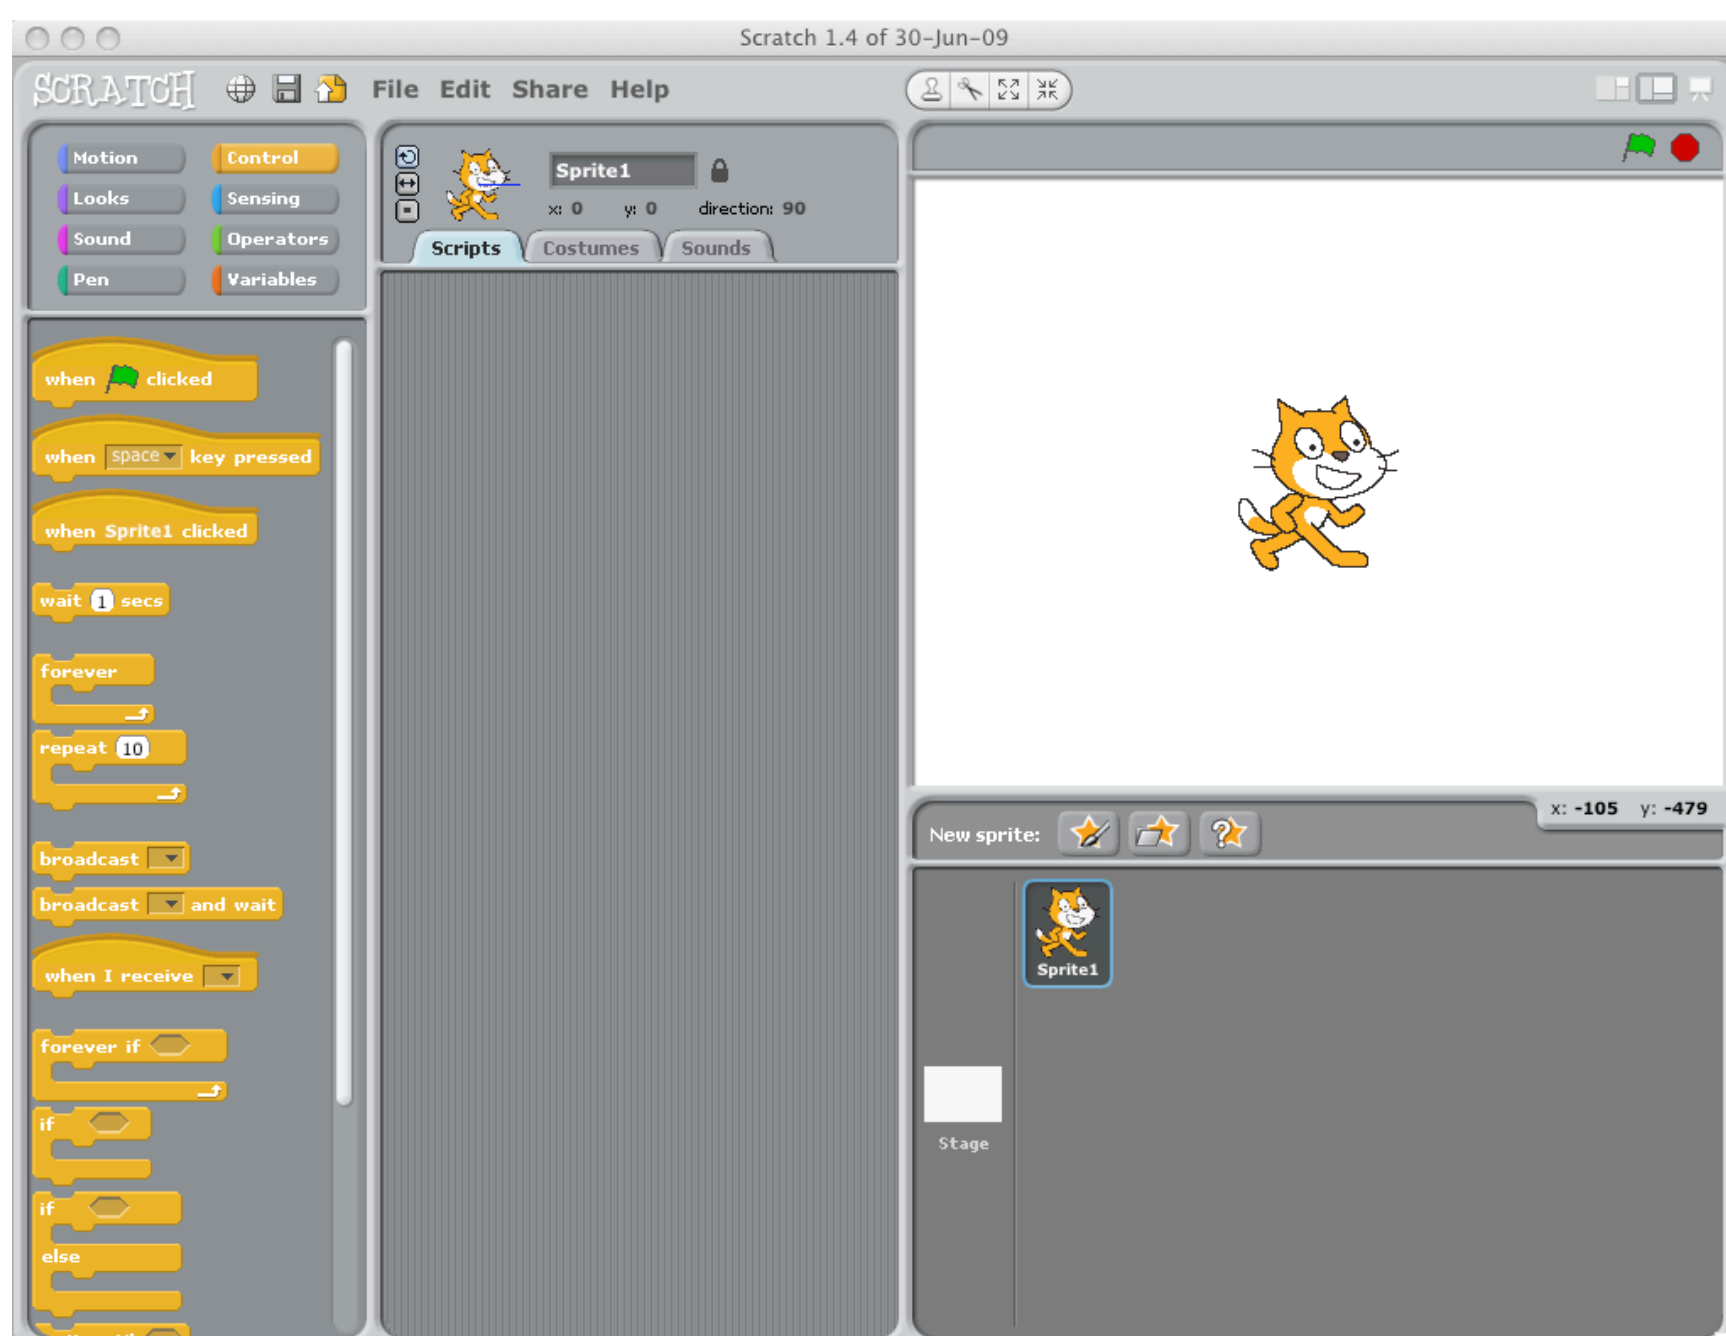 Scratch 1.4 of 30-Jun-09
SCRATCH File Edit Share Help
Motion Control
Looks Sensing
Sound Operators
Pen Variables
when clicked
when space key pressed
when Sprite1 clicked
wait 1 secs
forever
repeat 10
broadcast
broadcast and wait
when I receive
forever if
if
if
else
Sprite1
x: 0 y: 0 direction: 90
Scripts Costumes Sounds
x: -105 y: -479
New sprite:
Sprite1
Stage